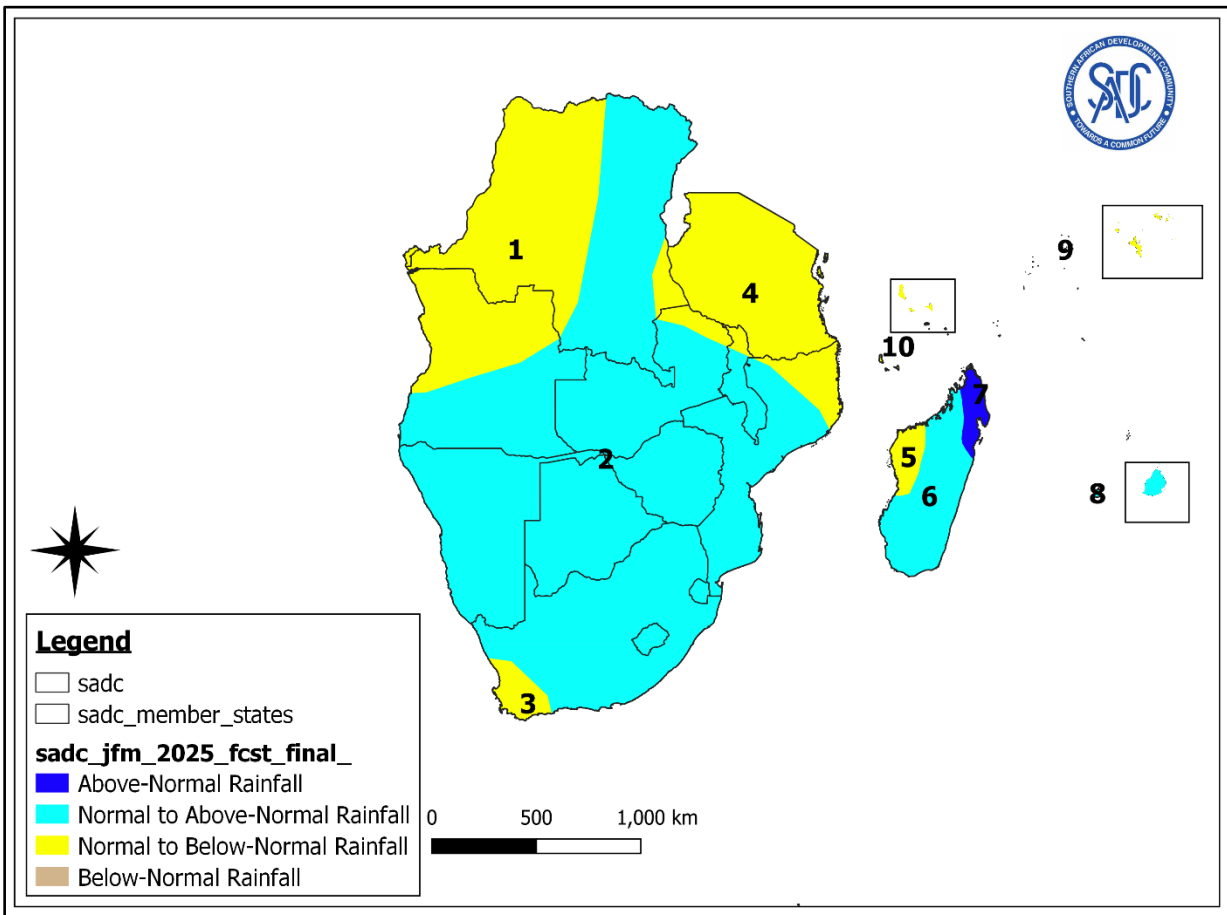 SOUTHERN AFRICAN DEVELOPMENT COMMUNITY
SADC
TOWARDS A COMMON FUTURE
1
4
9
10
7
5
6
8
2
3
Legend
sadc
sadc_member_states
sadc_jfm_2025_fcst_final_
Above-Normal Rainfall
Normal to Above-Normal Rainfall
Normal to Below-Normal Rainfall
Below-Normal Rainfall
0 500 1,000 km